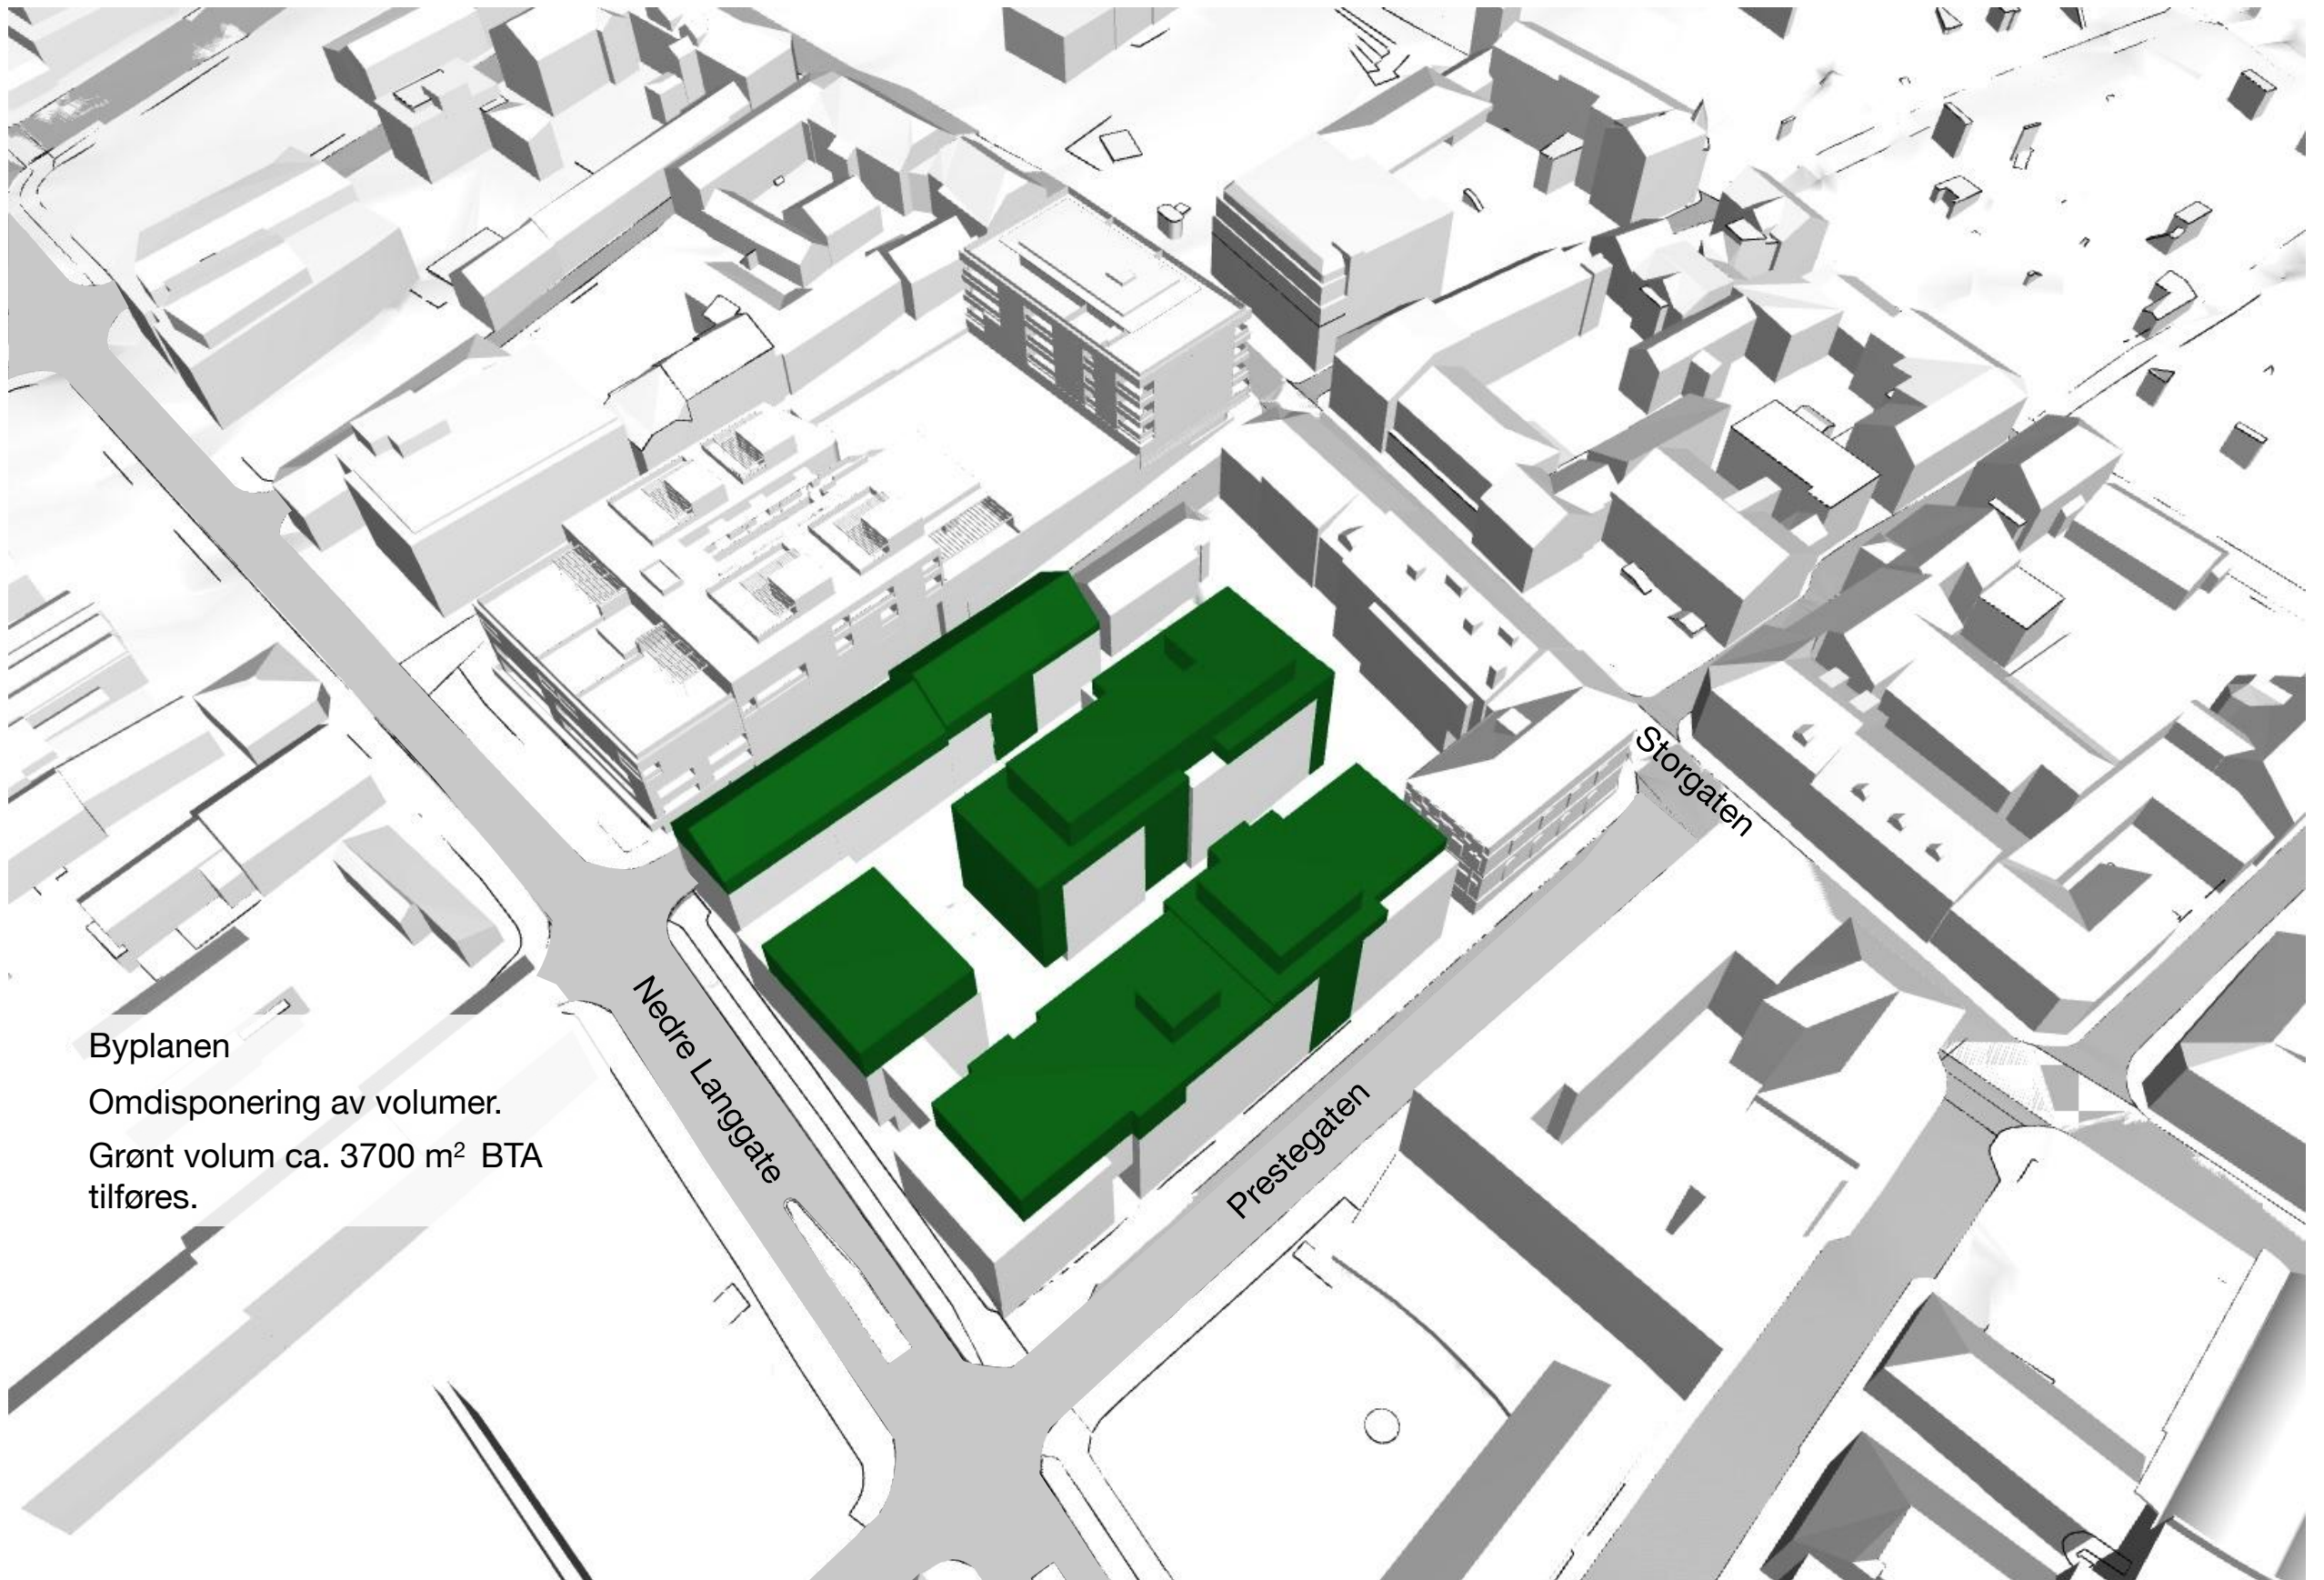 Storgaten
Nedre Langgate
Prestegaten
Byplanen
Omdisponering av volumer.
Grønt volum ca. 3700 m² BTA
tilføres.